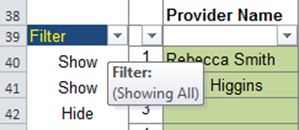 38 Provider Name
39 Filter
40 Show 1 Rebecca Smith
Filter:
41 Show Higgins
(Showing All)
42 Hide 3